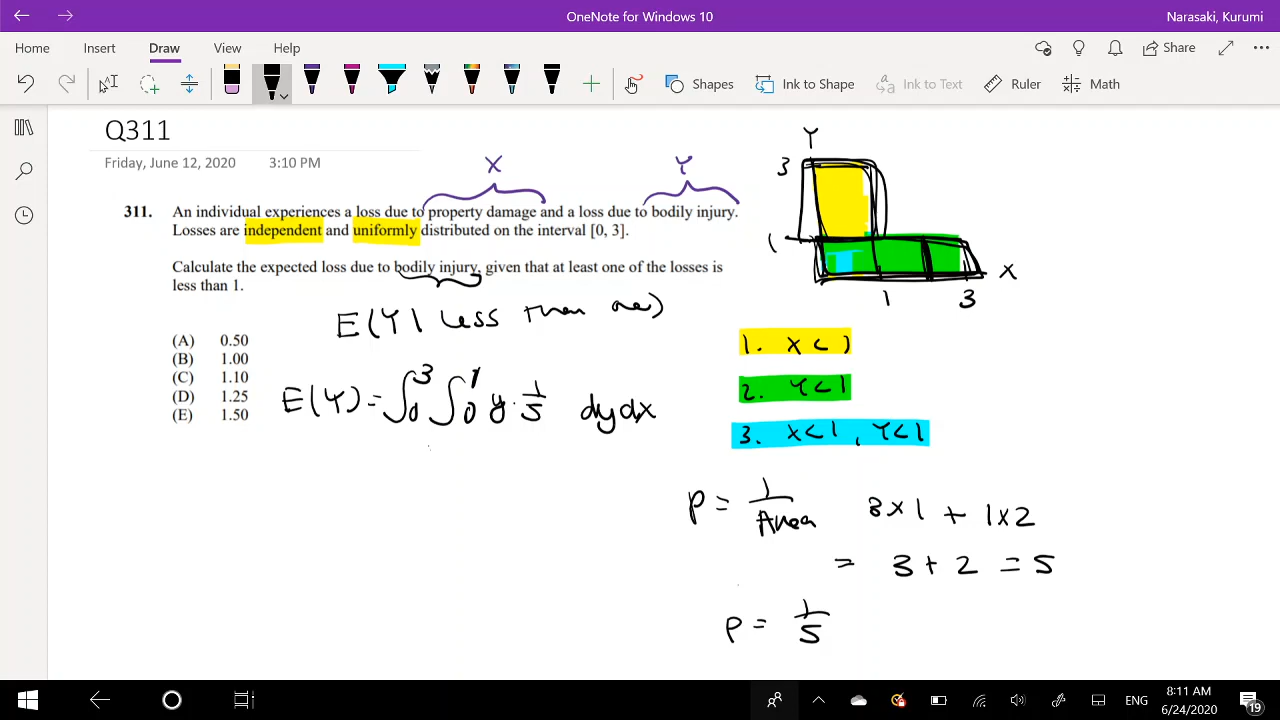 OneNote for Windows 10
Narasaki, Kurumi
Home Insert Draw View Help
Share
Shapes Ink to Shape Ink to Text Ruler Math
Q311
Friday, June 12, 2020 3:10 PM
X Y
311. An individual experiences a loss due to property damage and a loss due to bodily injury.
Losses are independent and uniformly distributed on the interval [0, 3].
Calculate the expected loss due to bodily injury, given that at least one of the losses is
less than 1.
E(Y| less than one)
(A) 0.50
(B) 1.00
(C) 1.10
(D) 1.25
(E) 1.50
E(Y) = ∫₀³ ∫₀¹ y · 1/5 dy dx
Y
3
1
X
1 3
1. X < 1
2. Y < 1
3. X < 1, Y < 1
P = 1/Area 3×1 + 1×2
= 3 + 2 = 5
P = 1/5
ENG
8:11 AM
6/24/2020
19